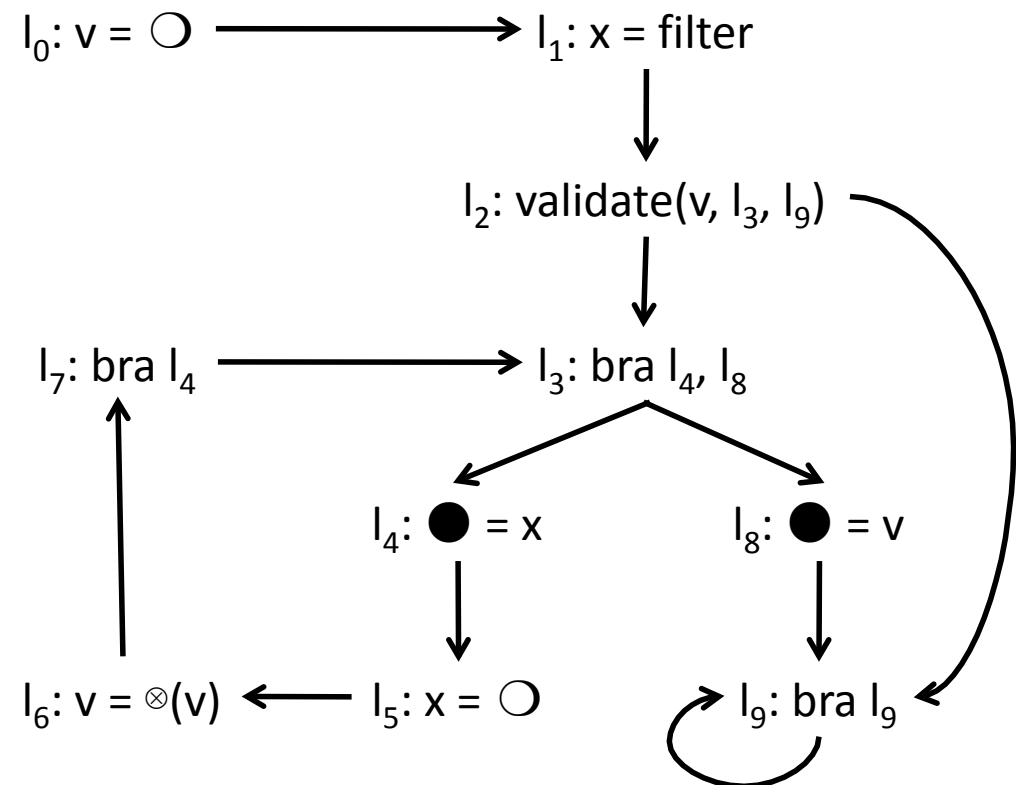 l₀: v = ○
l₁: x = filter
l₂: validate(v, l₃, l₉)
l₇: bra l₄
l₃: bra l₄, l₈
l₄: ● = x
l₈: ● = v
l₆: v = ⊗(v)
l₅: x = ○
l₉: bra l₉